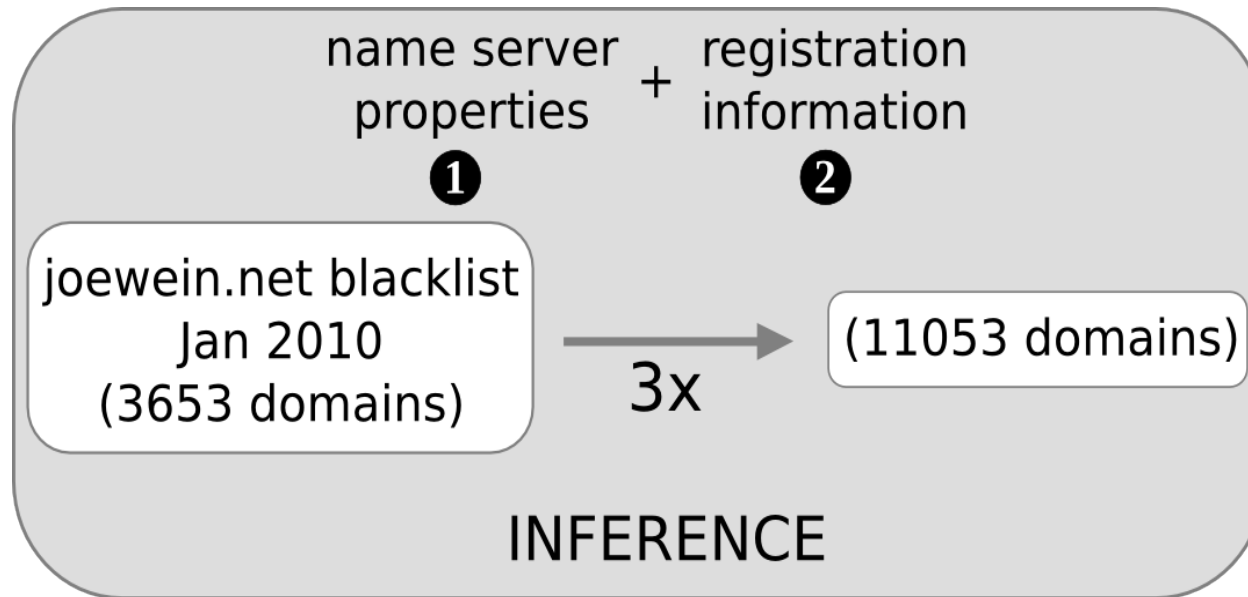 name server
properties
+
registration
information
1
2
joewein.net blacklist
Jan 2010
(3653 domains)
3x
(11053 domains)
INFERENCE